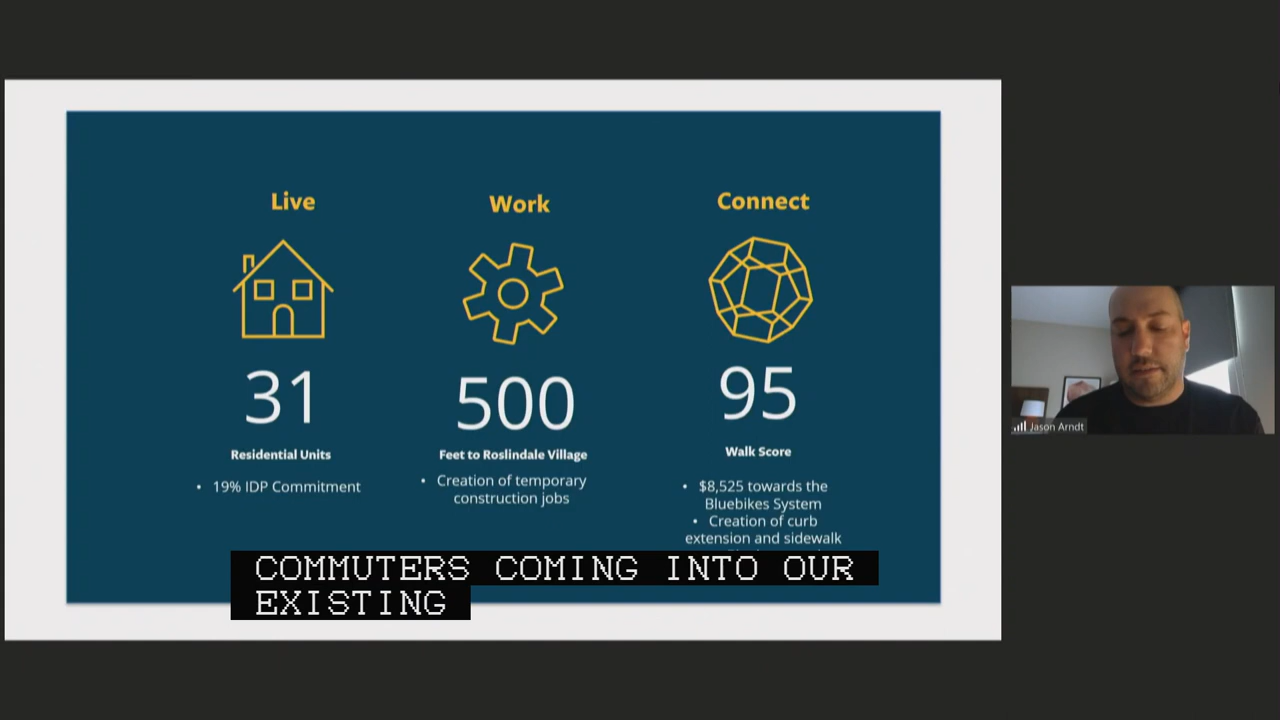 Live
Work
Connect
31
500
95
Residential Units
Feet to Roslindale Village
Walk Score
• 19% IDP Commitment
• Creation of temporary
construction jobs
• $8,525 towards the
Bluebikes System
• Creation of curb
extension and sidewalk
COMMUTERS COMING INTO OUR
EXISTING
Jason Arndt